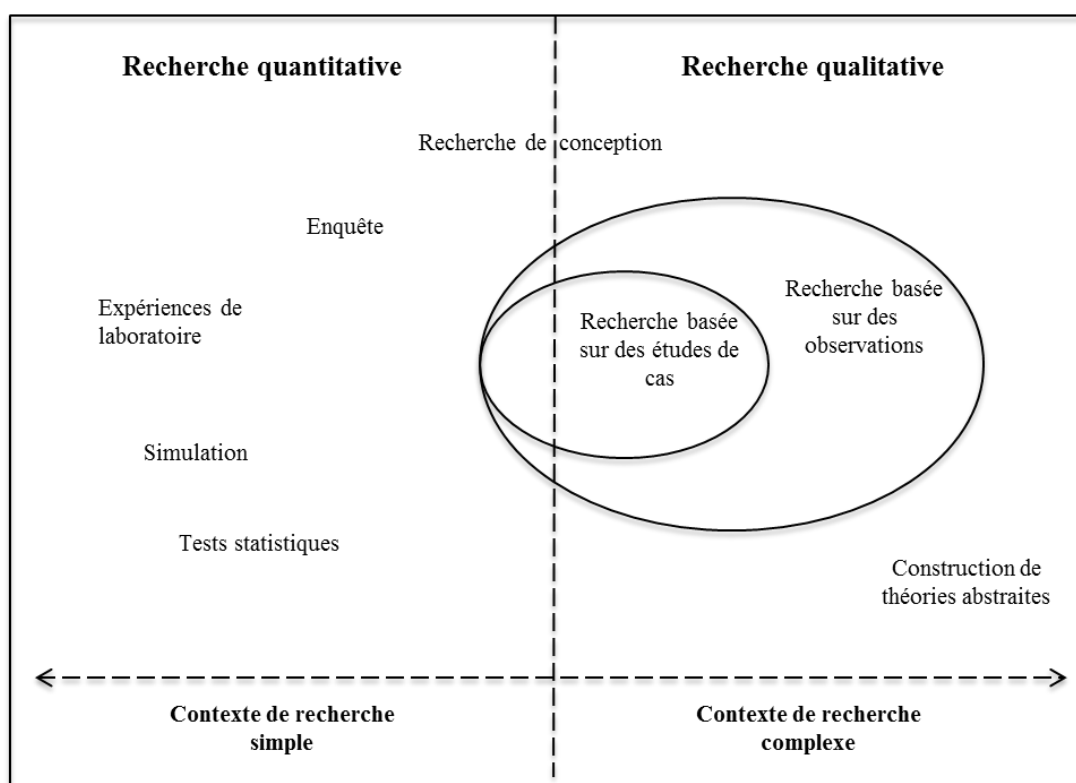 Recherche quantitative
Recherche qualitative
Recherche de conception
Enquête
Expériences de
laboratoire
Recherche basée
sur des études de
cas
Recherche basée
sur des
observations
Simulation
Tests statistiques
Construction de
théories abstraites
Contexte de recherche
simple
Contexte de recherche
complexe